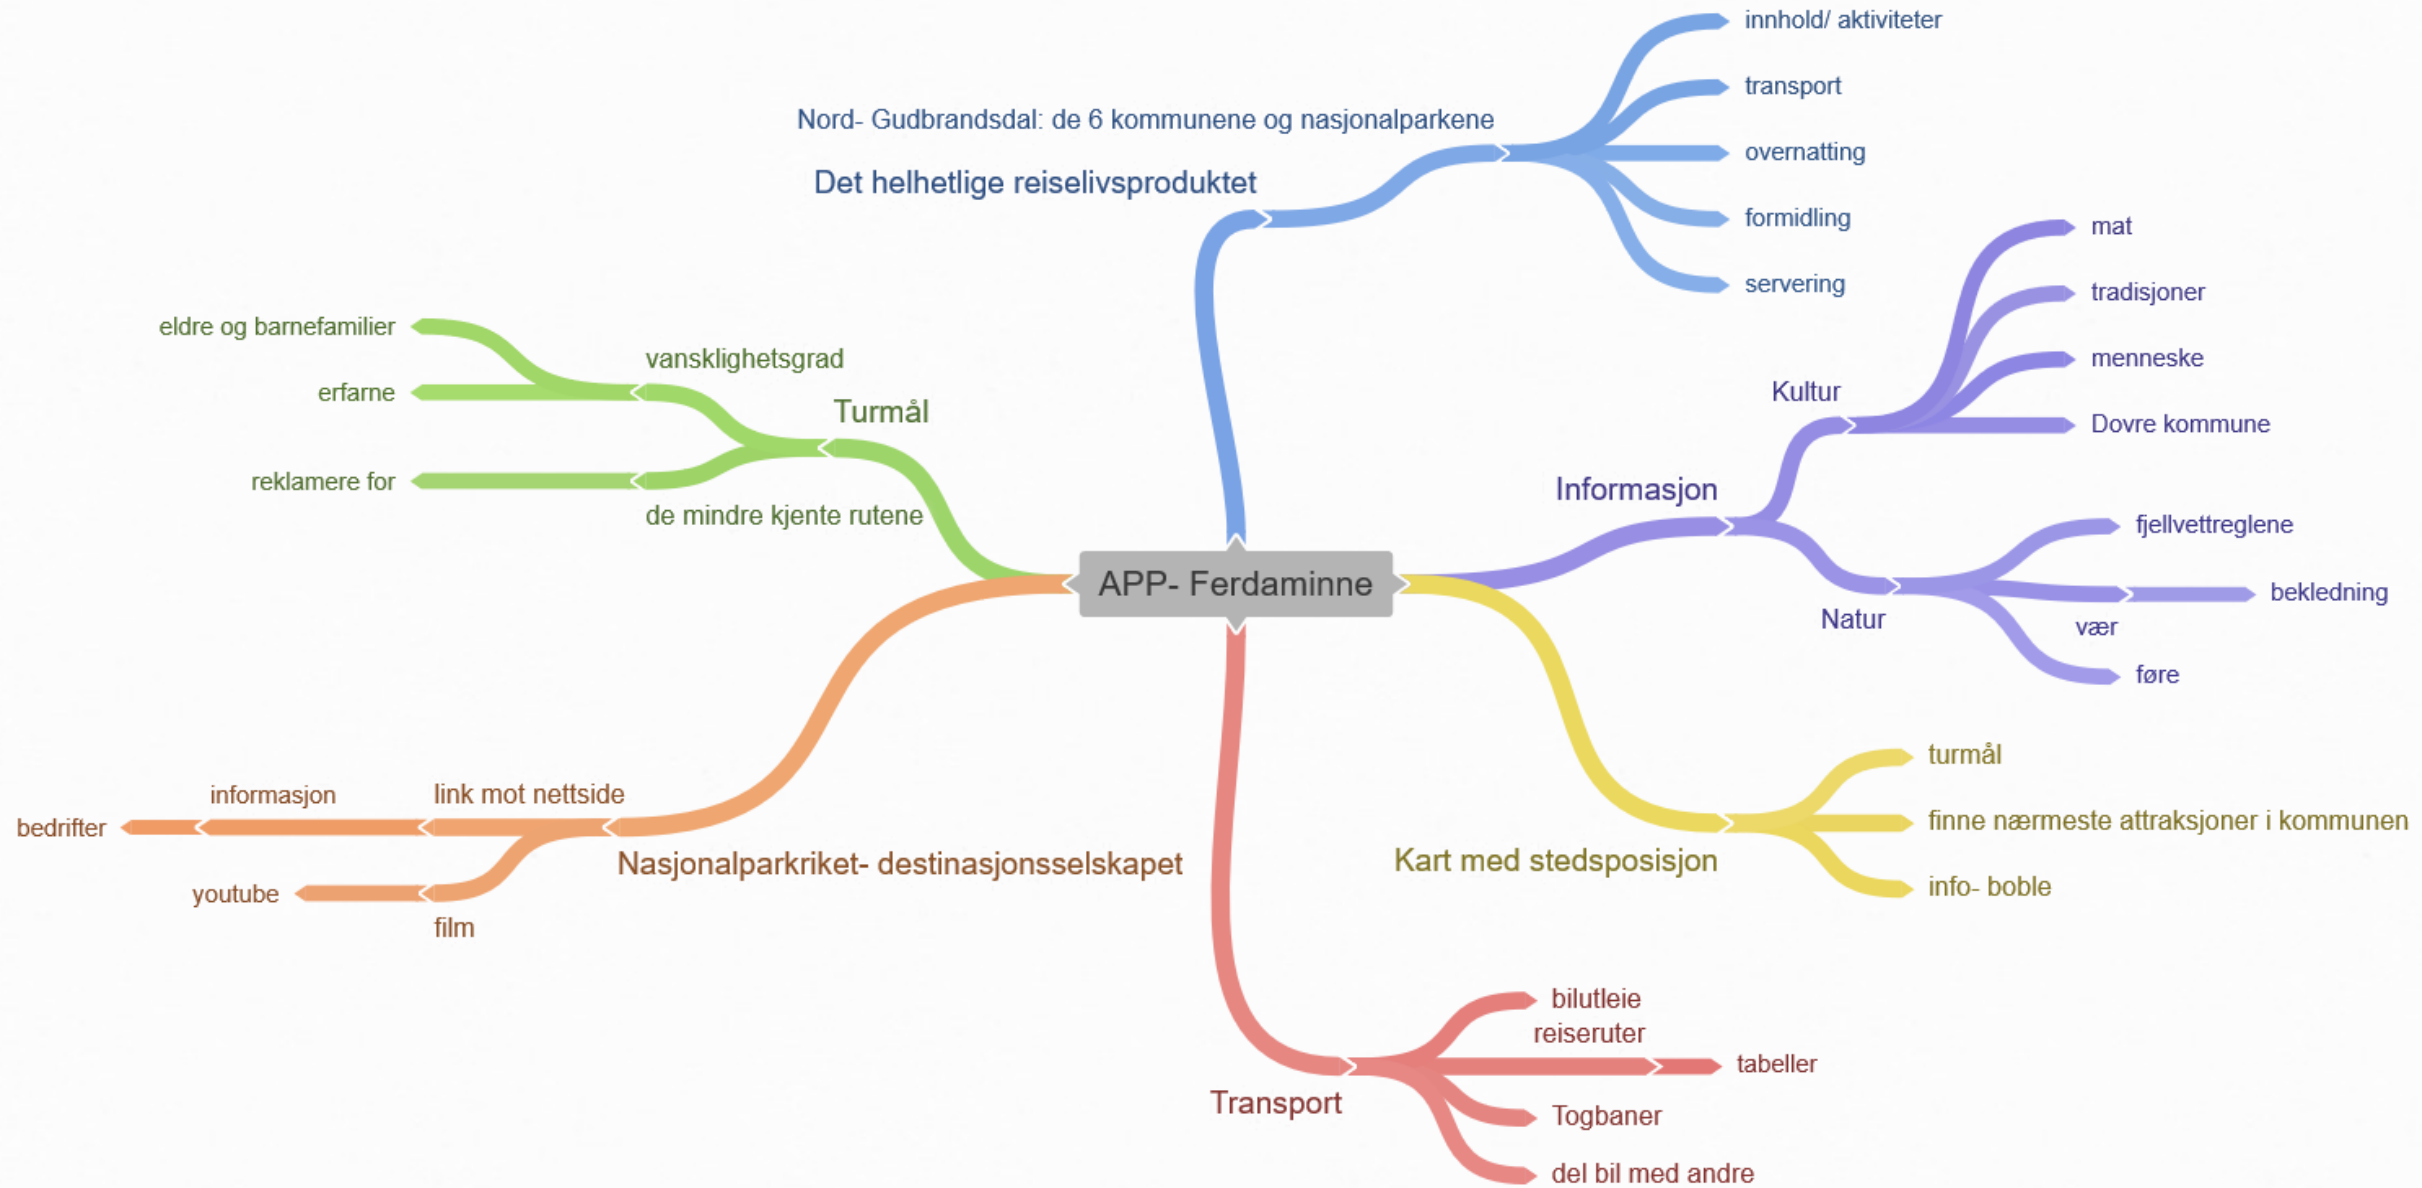 innhold/ aktiviteter
transport
Nord- Gudbrandsdal: de 6 kommunene og nasjonalparkene
overnatting
Det helhetlige reiselivsproduktet
formidling
servering
mat
tradisjoner
menneske
Kultur
Dovre kommune
Informasjon
fjellvettreglene
bekledning
Natur
vær
føre
eldre og barnefamilier
vansklighetsgrad
erfarne
Turmål
reklamere for
de mindre kjente rutene
APP- Ferdaminne
turmål
finne nærmeste attraksjoner i kommunen
Kart med stedsposisjon
info- boble
informasjon
link mot nettside
bedrifter
Nasjonalparkriket- destinasjonsselskapet
youtube
film
bilutleie
reiseruter
tabeller
Transport
Togbaner
del bil med andre